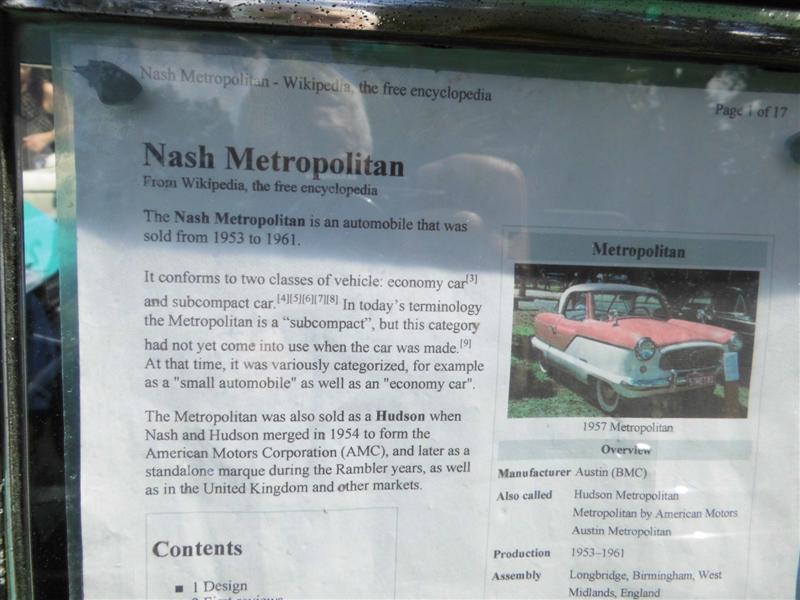 Nash Metropolitan - Wikipedia, the free encyclopedia
Page 1 of 17
Nash Metropolitan
From Wikipedia, the free encyclopedia
The Nash Metropolitan is an automobile that was
sold from 1953 to 1961.
It conforms to two classes of vehicle: economy car[3]
and subcompact car.[4][5][6][7][8] In today's terminology
the Metropolitan is a “subcompact”, but this category
had not yet come into use when the car was made.[9]
At that time, it was variously categorized, for example
as a "small automobile" as well as an "economy car".
The Metropolitan was also sold as a Hudson when
Nash and Hudson merged in 1954 to form the
American Motors Corporation (AMC), and later as a
standalone marque during the Rambler years, as well
as in the United Kingdom and other markets.
Contents
1 Design
2 First reviews
Metropolitan
1957 Metropolitan
Overview
Manufacturer Austin (BMC)
Also called Hudson Metropolitan
Metropolitan by American Motors
Austin Metropolitan
Production 1953–1961
Assembly Longbridge, Birmingham, West
Midlands, England